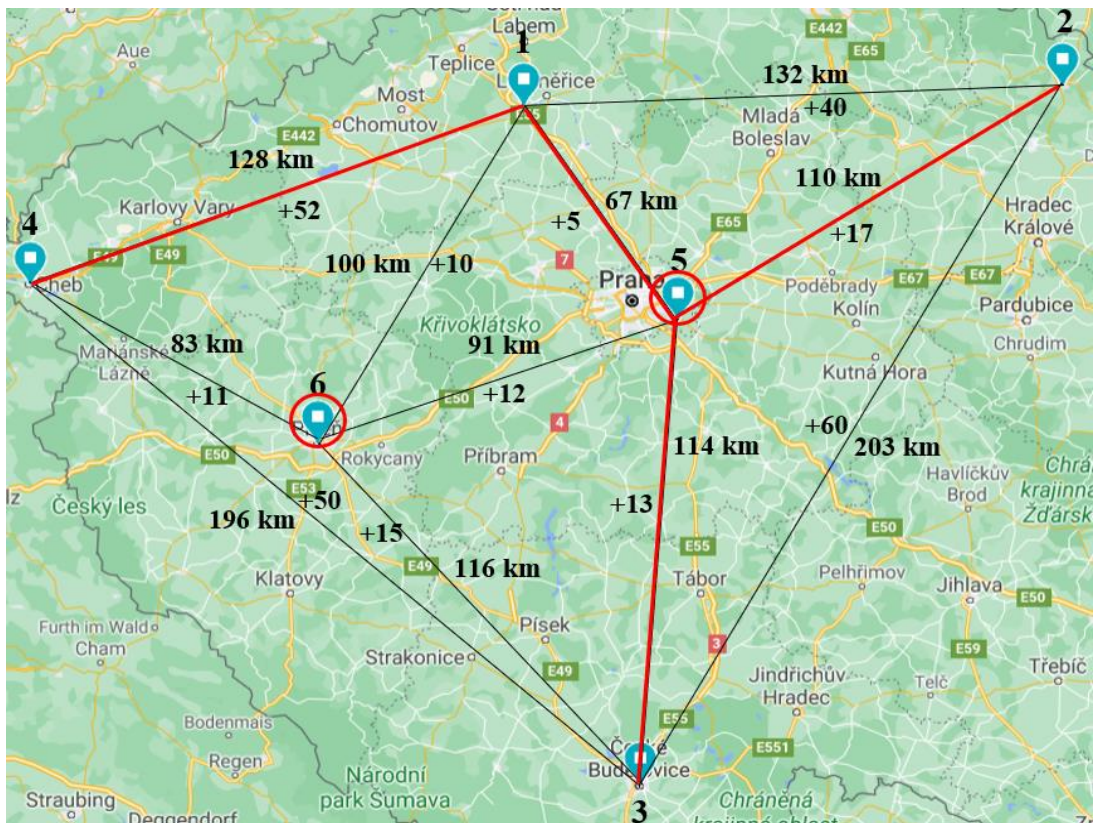 Labem
E442
Aue
1
2
E65
Teplice
132 km
Most
+40
Mladá
Boleslav
E442
Chomutov
128 km
110 km
Karlovy Vary
67 km
4
+52
+5
E65
Hradec
Králové
E49
100 km
+10
7
5
+17
Poděbrady
E67
E67
Kolín
Pardubice
Křivoklátsko
83 km
91 km
Chrudim
Mariánské
Lázně
6
Kutná Hora
+11
+12
E50
+60
203 km
4
114 km
E50
Rokycany
Příbram
Havlíčkův
Brod
krajinná
Český les
E53
+50
196 km
+13
+15
E50
E49
116 km
E55
Klatovy
Tábor
Pelhřimov
Jihlava
E50
Furth im Wald
Cham
Písek
3
Strakonice
E49
E59
Jindřichův
Hradec
Telč
Třebíč
Bodenmais
E55
Regen
E551
Národní
park Šumava
3
Straubing
Deggendorf
Chráněná
krajinná oblast